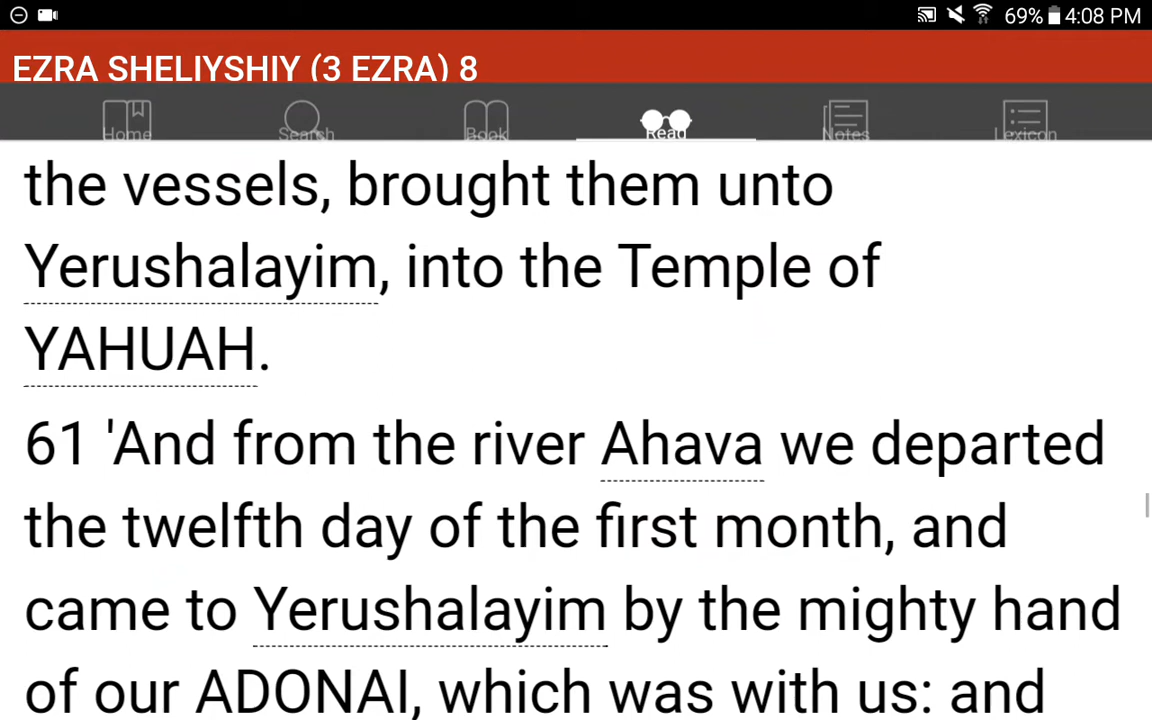 69% 4:08 PM
EZRA SHELIYSHIY (3 EZRA) 8
Home Search Book Read Notes Lexicon
the vessels, brought them unto
Yerushalayim, into the Temple of
YAHUAH.
61 'And from the river Ahava we departed
the twelfth day of the first month, and
came to Yerushalayim by the mighty hand
of our ADONAI, which was with us: and